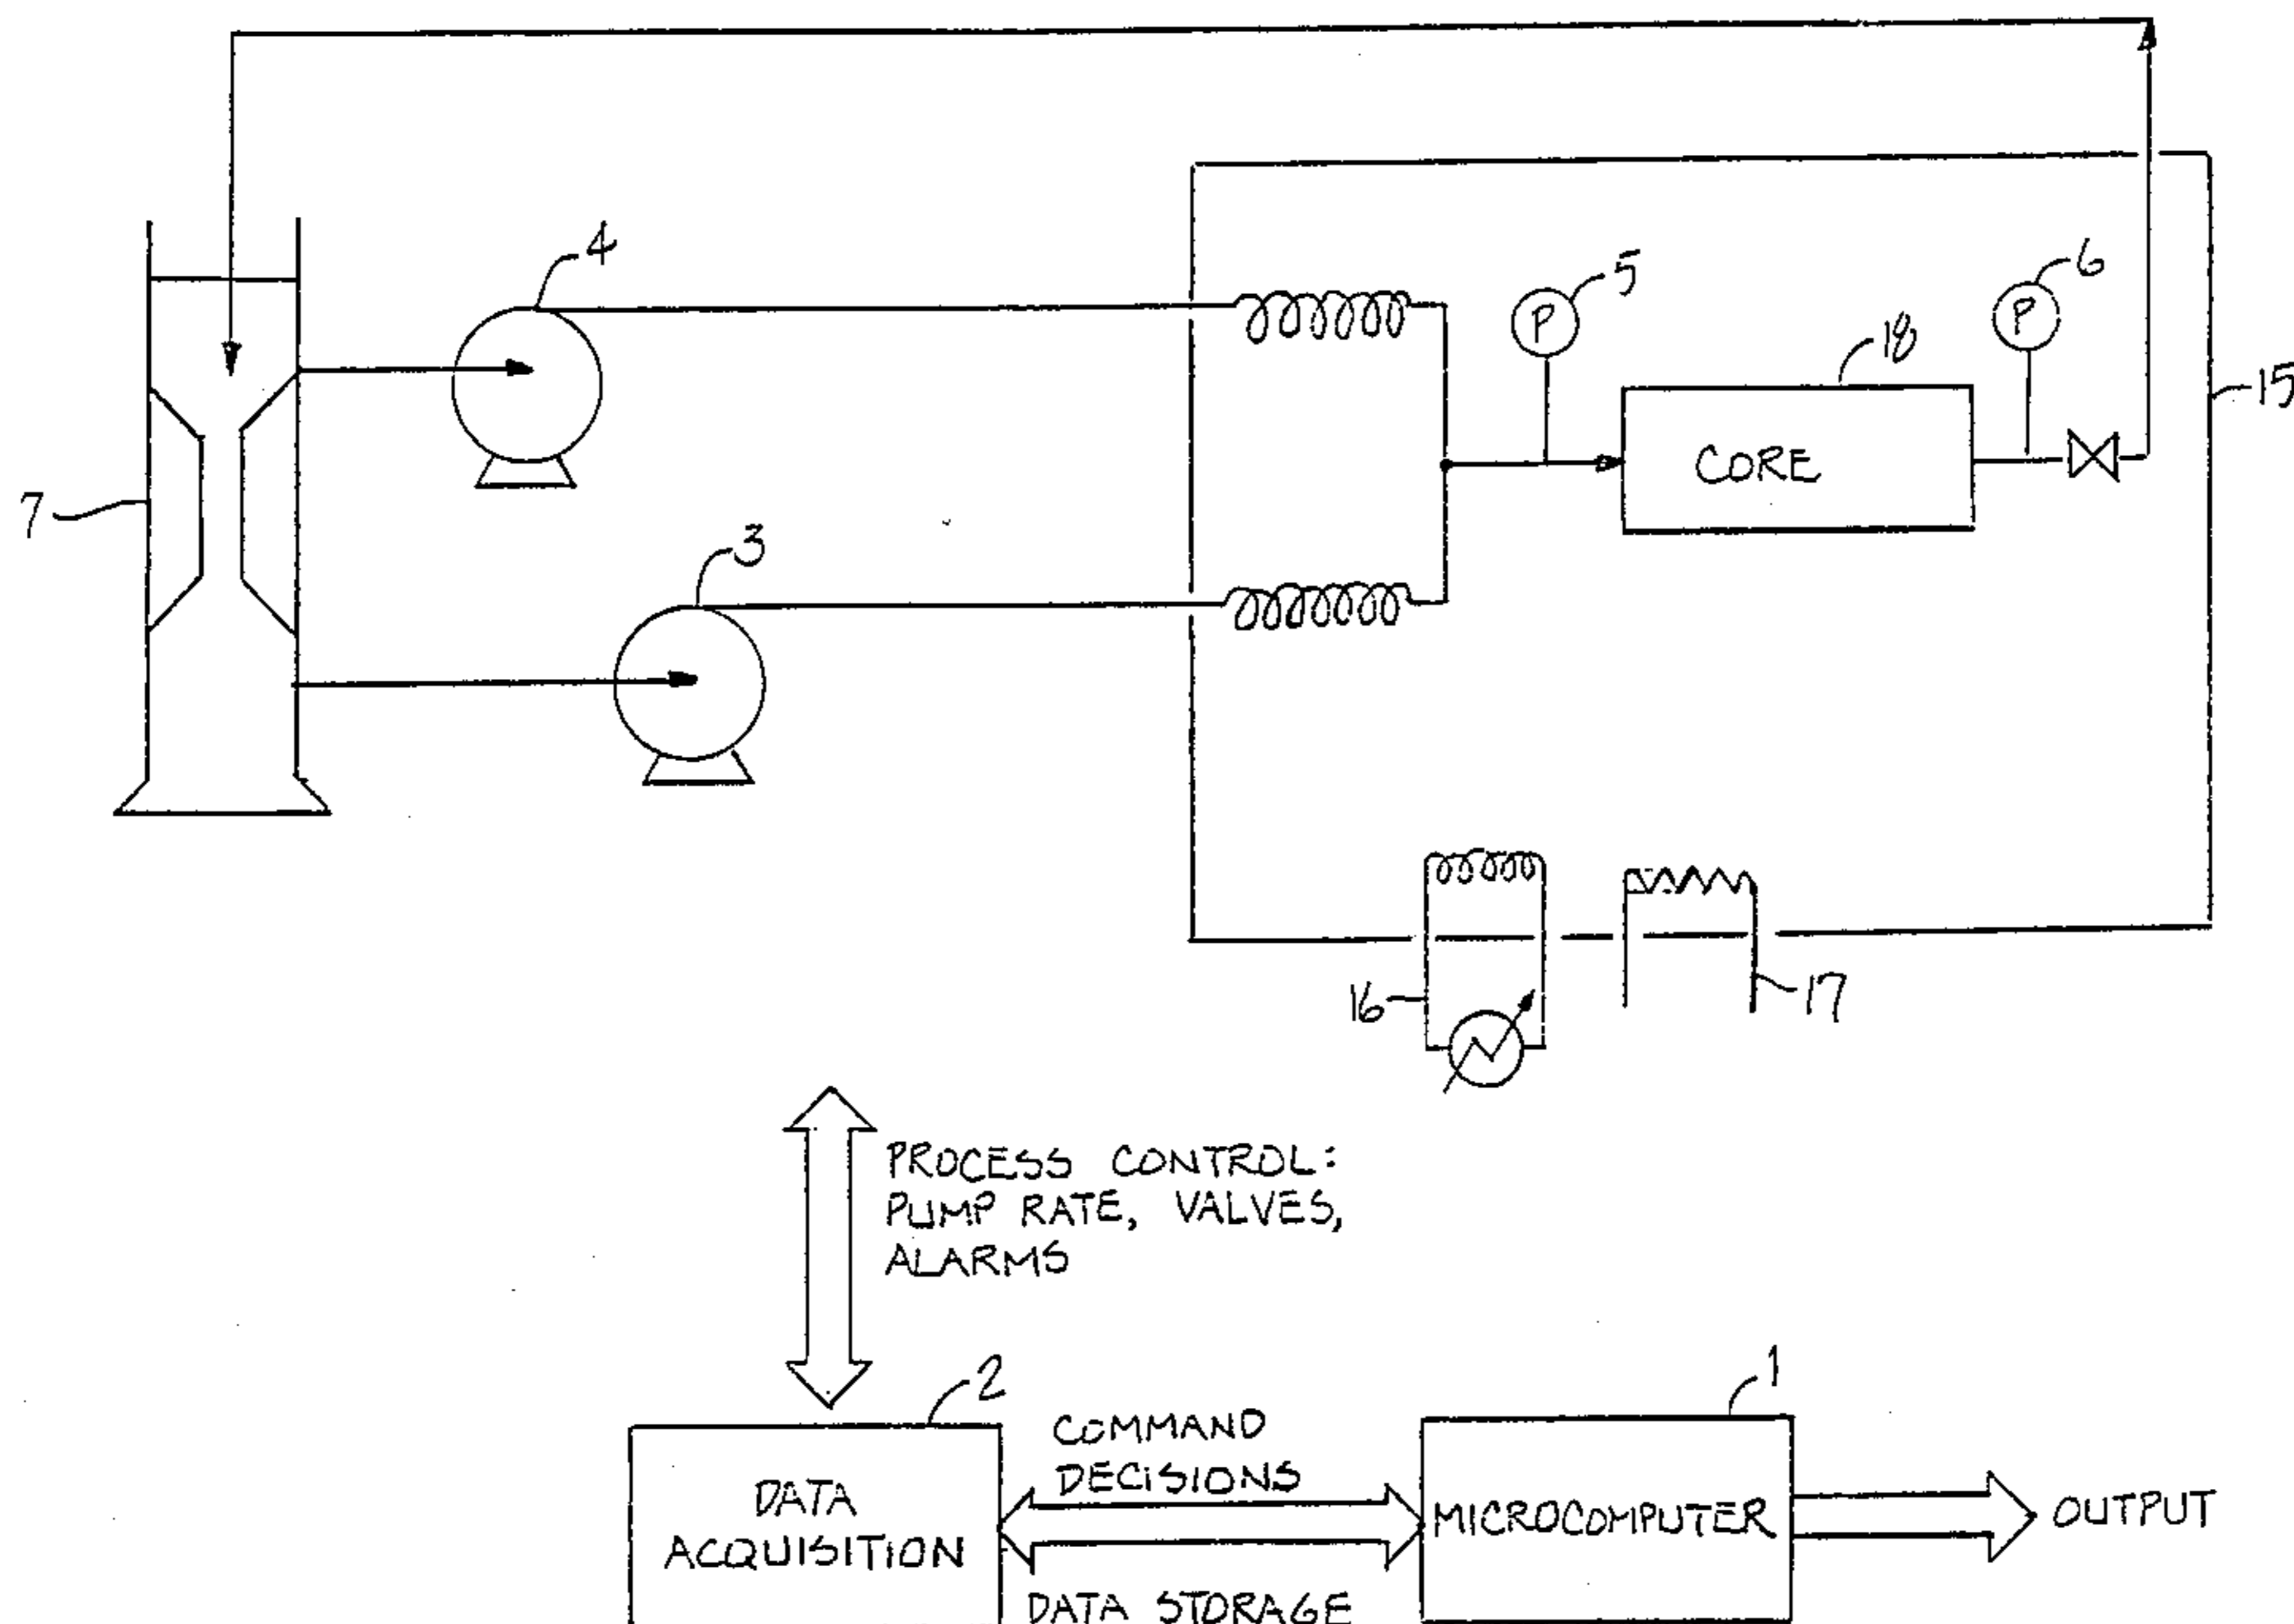 4
5
6
P
P
18
15
CORE
7
3
16
17
PROCESS CONTROL:
PUMP RATE, VALVES,
ALARMS
2
1
COMMAND
DECISIONS
DATA
ACQUISITION
MICROCOMPUTER
OUTPUT
DATA STORAGE